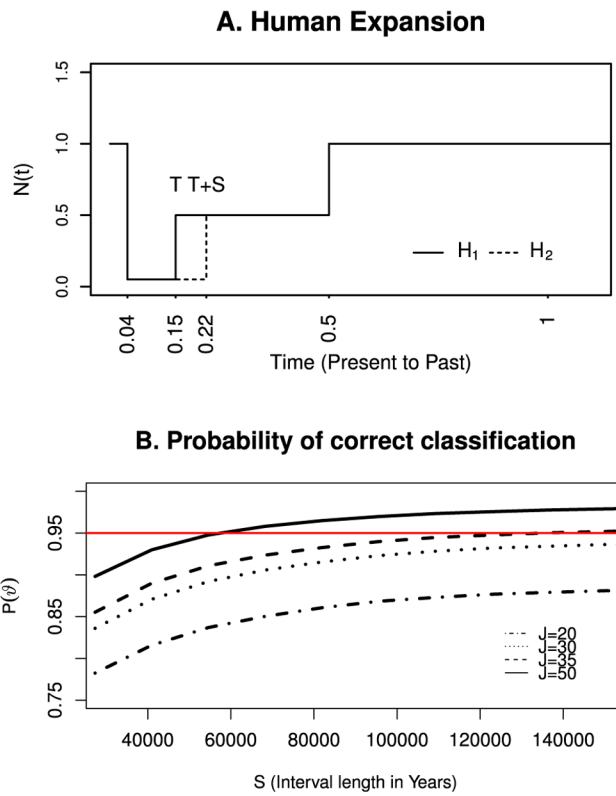 A. Human Expansion
N(t)
1.5
1.0
0.5
0.0
T T+S
H₁ H₂
0.04 0.15 0.22 0.5 1
Time (Present to Past)
B. Probability of correct classification
P(𝜗)
0.95
0.85
0.75
J=20
J=30
J=35
J=50
40000 60000 80000 100000 120000 140000
S (Interval length in Years)